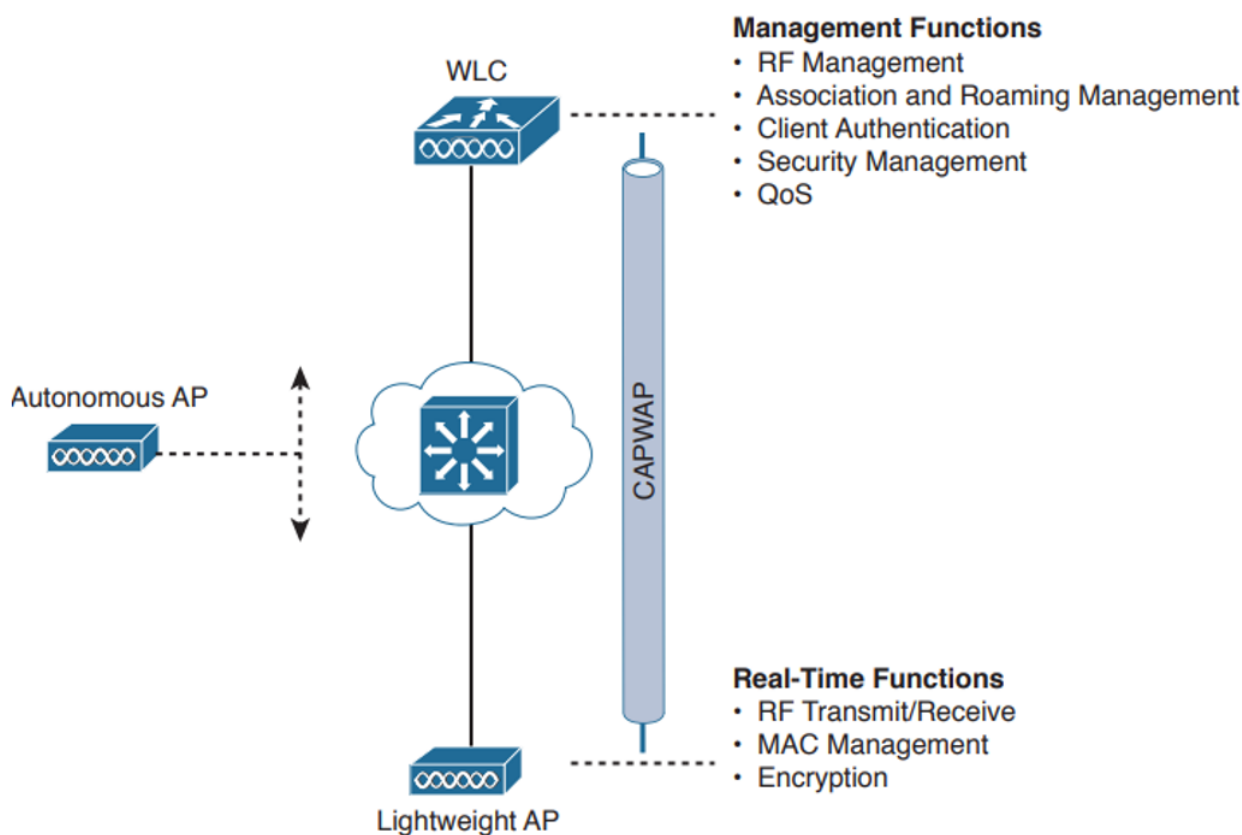 Management Functions
• RF Management
• Association and Roaming Management
• Client Authentication
• Security Management
• QoS
WLC
Autonomous AP
CAPWAP
Real-Time Functions
• RF Transmit/Receive
• MAC Management
• Encryption
Lightweight AP